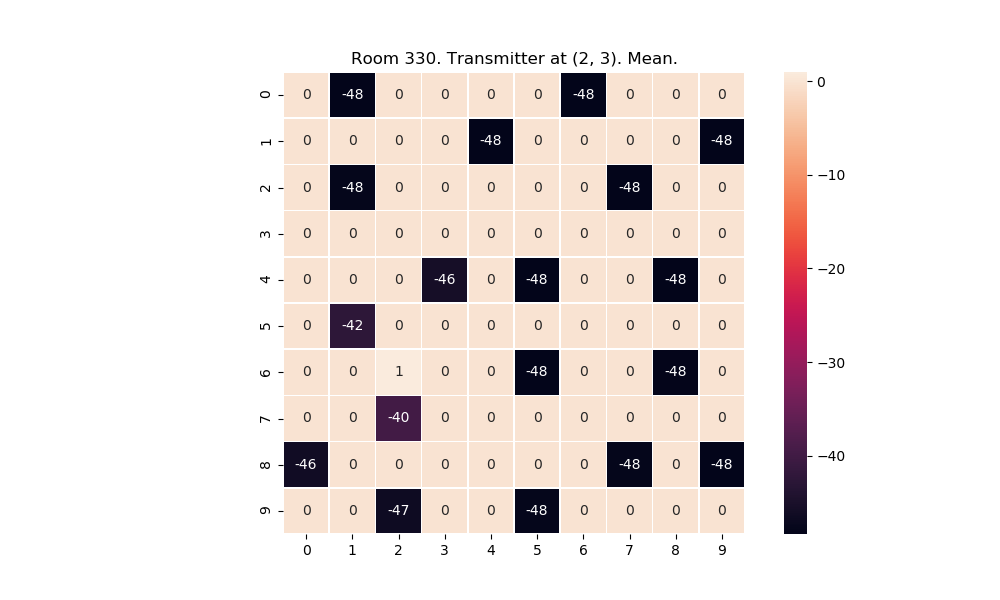 Room 330. Transmitter at (2, 3). Mean.
0 0 -48 0 0 0 0 -48 0 0 0
1 0 0 0 0 -48 0 0 0 0 -48
2 0 -48 0 0 0 0 0 -48 0 0
3 0 0 0 0 0 0 0 0 0 0
4 0 0 0 -46 0 -48 0 0 -48 0
5 0 -42 0 0 0 0 0 0 0 0
6 0 0 1 0 0 -48 0 0 -48 0
7 0 0 -40 0 0 0 0 0 0 0
8 -46 0 0 0 0 0 0 -48 0 -48
9 0 0 -47 0 0 -48 0 0 0 0
0 1 2 3 4 5 6 7 8 9
0
−10
−20
−30
−40